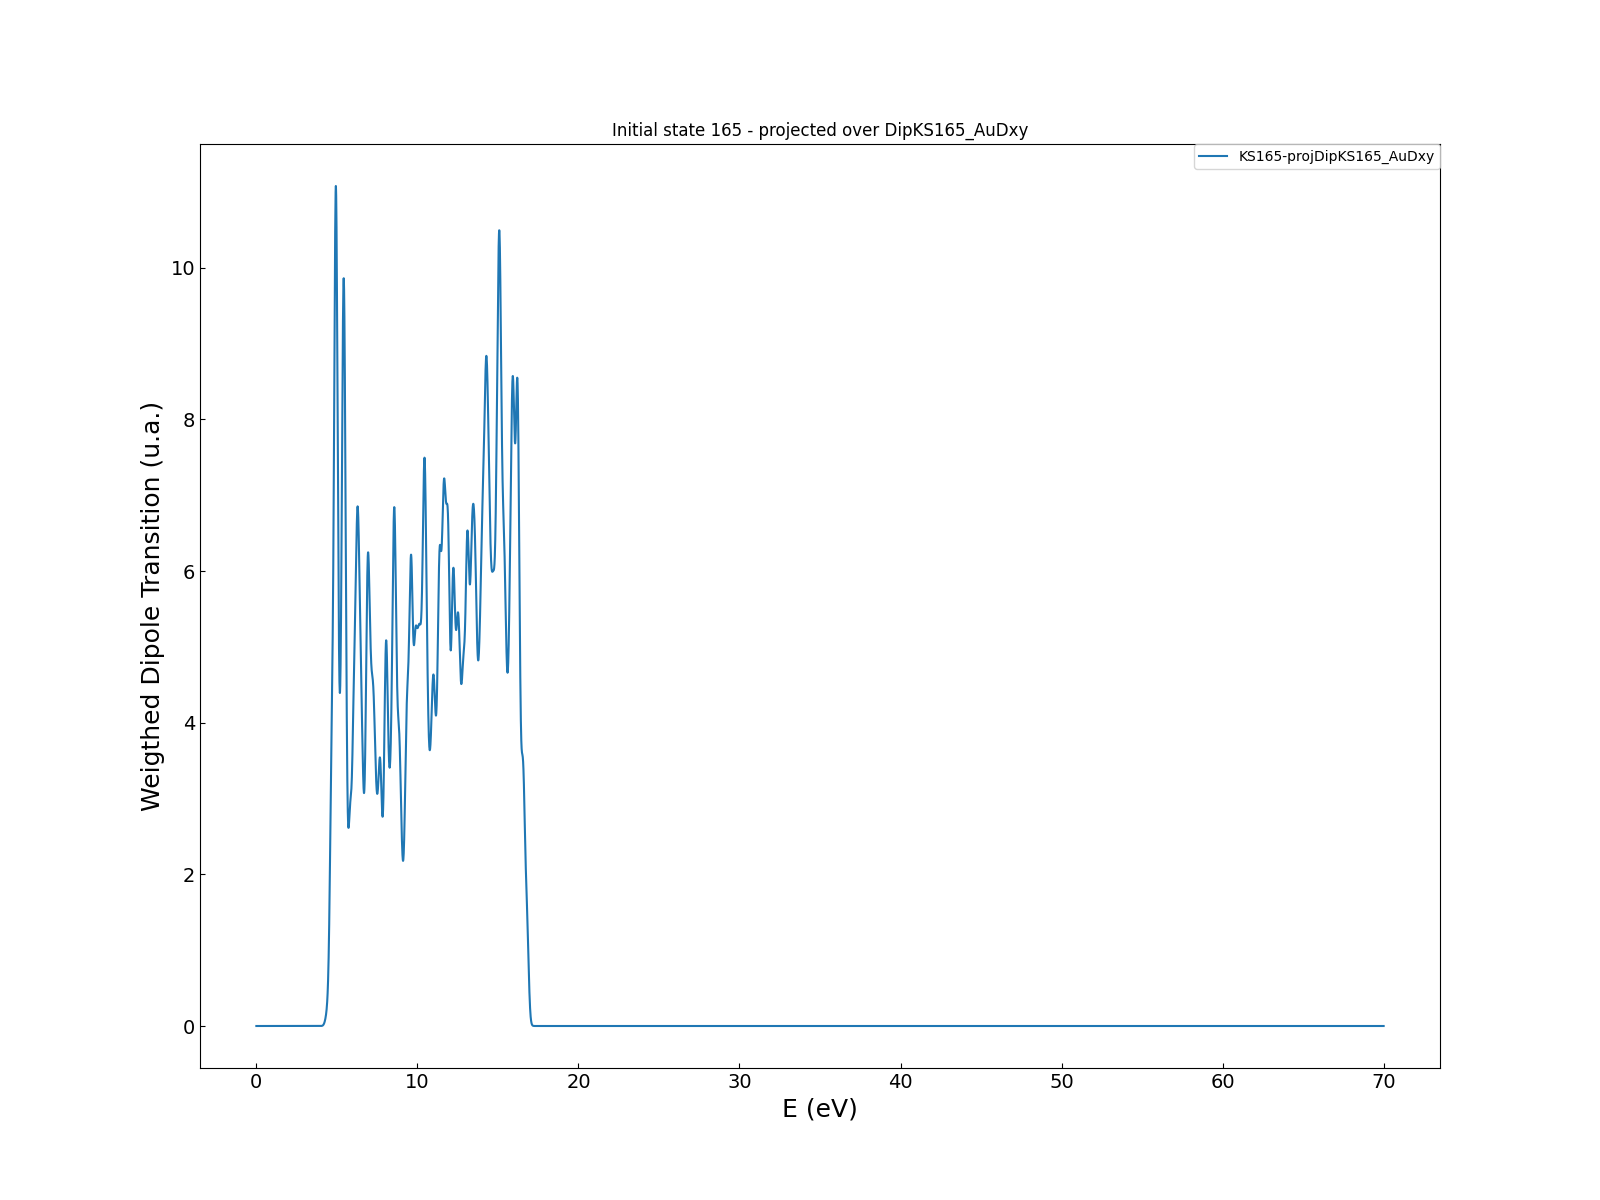 Initial state 165 - projected over DipKS165_AuDxy
KS165-projDipKS165_AuDxy
Weigthed Dipole Transition (u.a.)
10
8
6
4
2
0
0 10 20 30 40 50 60 70
E (eV)